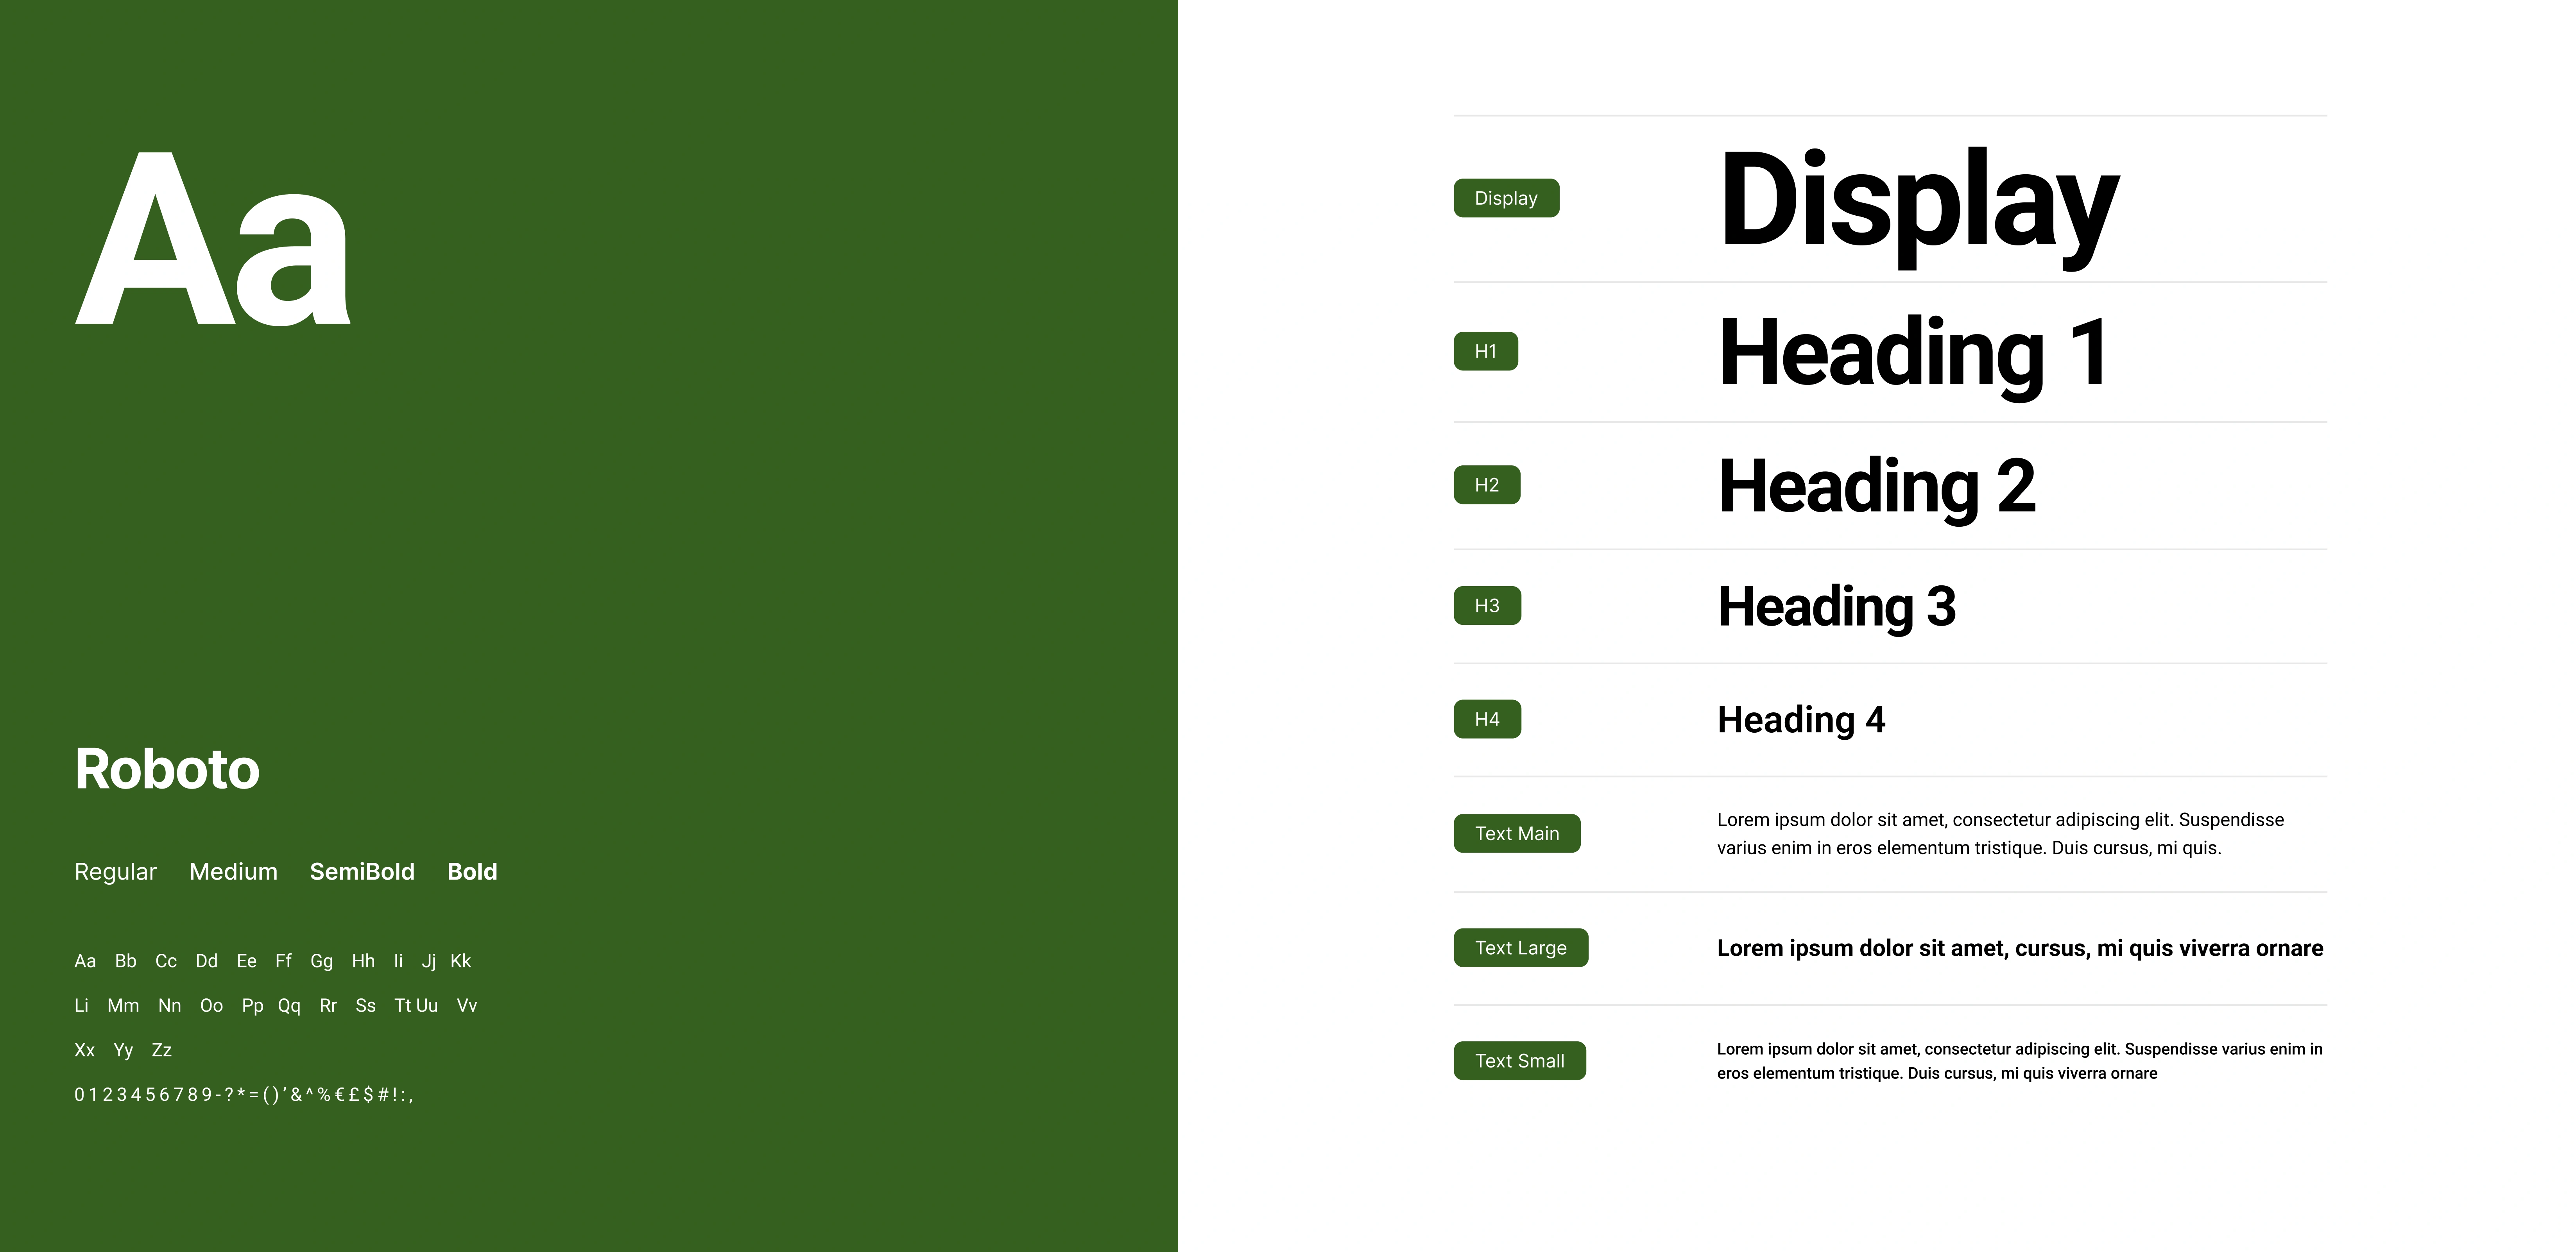 Aa
Roboto
Regular Medium SemiBold Bold
Aa Bb Cc Dd Ee Ff Gg Hh Ii Jj Kk
Li Mm Nn Oo Pp Qq Rr Ss Tt Uu Vv
Xx Yy Zz
0 1 2 3 4 5 6 7 8 9 - ? * = ( ) ’ & ^ % € £ $ # ! : ,
Display Display
H1 Heading 1
H2 Heading 2
H3 Heading 3
H4 Heading 4
Text Main
Lorem ipsum dolor sit amet, consectetur adipiscing elit. Suspendisse
varius enim in eros elementum tristique. Duis cursus, mi quis.
Text Large Lorem ipsum dolor sit amet, cursus, mi quis viverra ornare
Text Small
Lorem ipsum dolor sit amet, consectetur adipiscing elit. Suspendisse varius enim in
eros elementum tristique. Duis cursus, mi quis viverra ornare